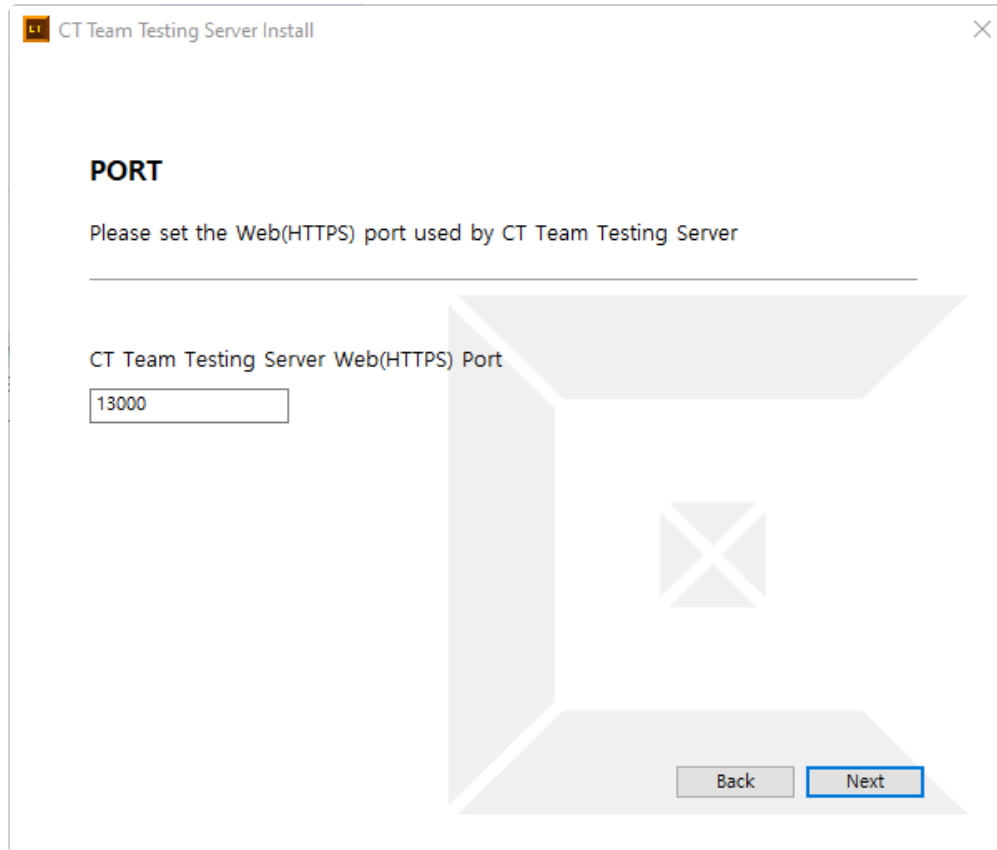 CT
CT Team Testing Server Install
PORT
Please set the Web(HTTPS) port used by CT Team Testing Server
CT Team Testing Server Web(HTTPS) Port
13000
Back Next